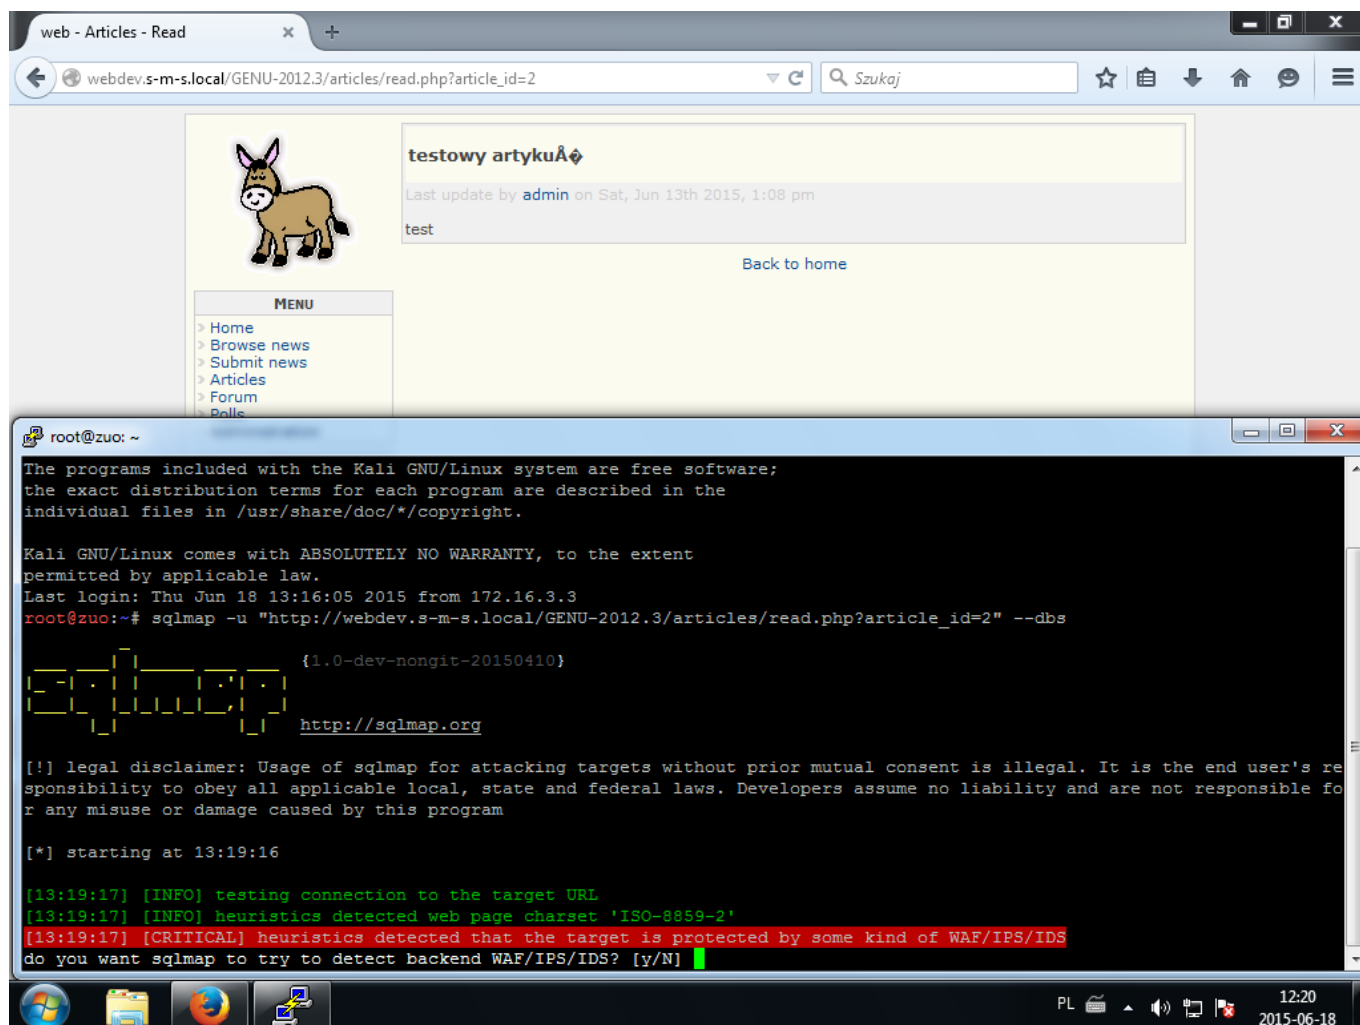 web - Articles - Read
webdev.s-m-s.local/GENU-2012.3/articles/read.php?article_id=2
Szukaj
testowy artykuÅ�
Last update by admin on Sat, Jun 13th 2015, 1:08 pm
test
Back to home
MENU
Home
Browse news
Submit news
Articles
Forum
Polls
root@zuo: ~
The programs included with the Kali GNU/Linux system are free software;
the exact distribution terms for each program are described in the
individual files in /usr/share/doc/*/copyright.
Kali GNU/Linux comes with ABSOLUTELY NO WARRANTY, to the extent
permitted by applicable law.
Last login: Thu Jun 18 13:16:05 2015 from 172.16.3.3
root@zuo:~# sqlmap -u "http://webdev.s-m-s.local/GENU-2012.3/articles/read.php?article_id=2" --dbs
sqlmap
{1.0-dev-nongit-20150410}
http://sqlmap.org
[!] legal disclaimer: Usage of sqlmap for attacking targets without prior mutual consent is illegal. It is the end user's re
sponsibility to obey all applicable local, state and federal laws. Developers assume no liability and are not responsible fo
r any misuse or damage caused by this program
[*] starting at 13:19:16
[13:19:17] [INFO] testing connection to the target URL
[13:19:17] [INFO] heuristics detected web page charset 'ISO-8859-2'
[13:19:17] [CRITICAL] heuristics detected that the target is protected by some kind of WAF/IPS/IDS
do you want sqlmap to try to detect backend WAF/IPS/IDS? [y/N]
PL
12:20
2015-06-18